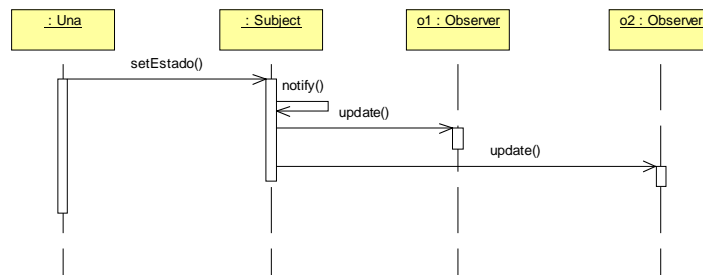 : Una
: Subject
o1 : Observer
o2 : Observer
setEstado()
notify()
update()
update()